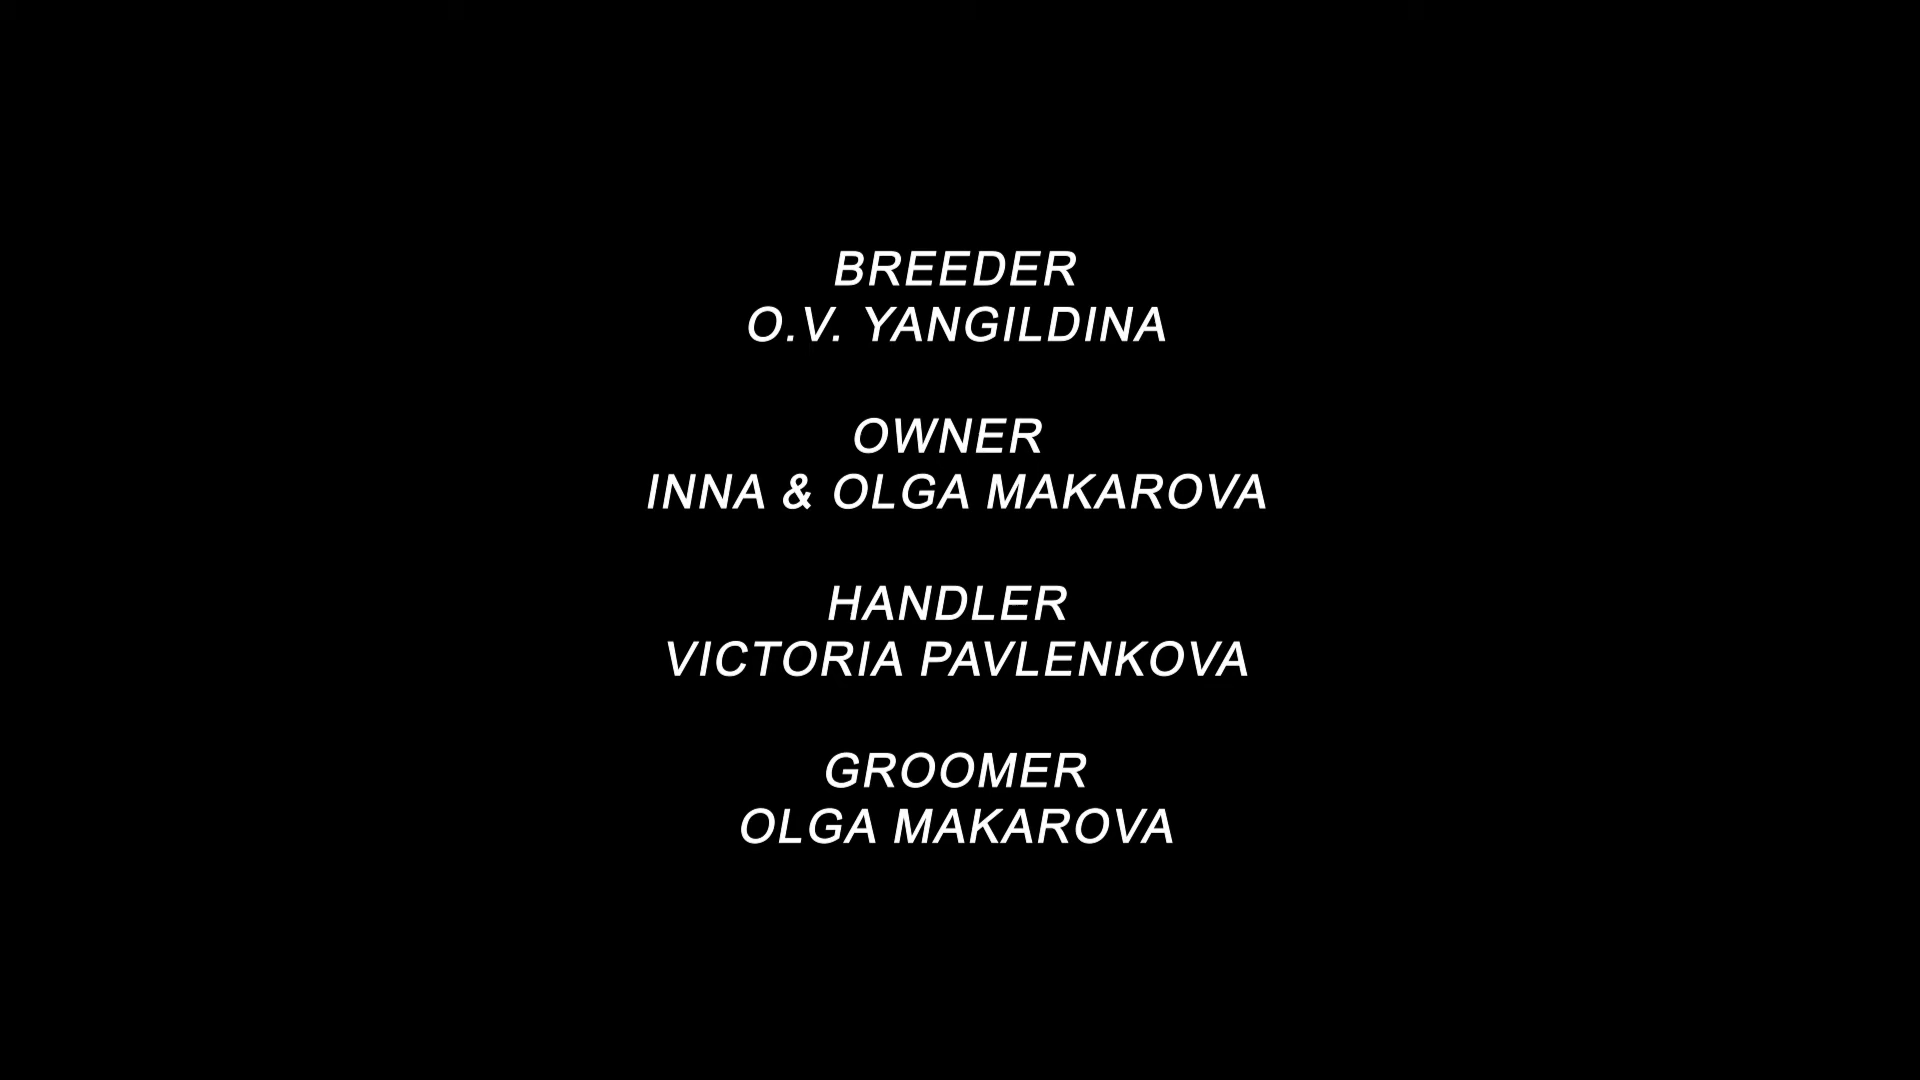 BREEDER
O.V. YANGILDINA
OWNER
INNA & OLGA MAKAROVA
HANDLER
VICTORIA PAVLENKOVA
GROOMER
OLGA MAKAROVA